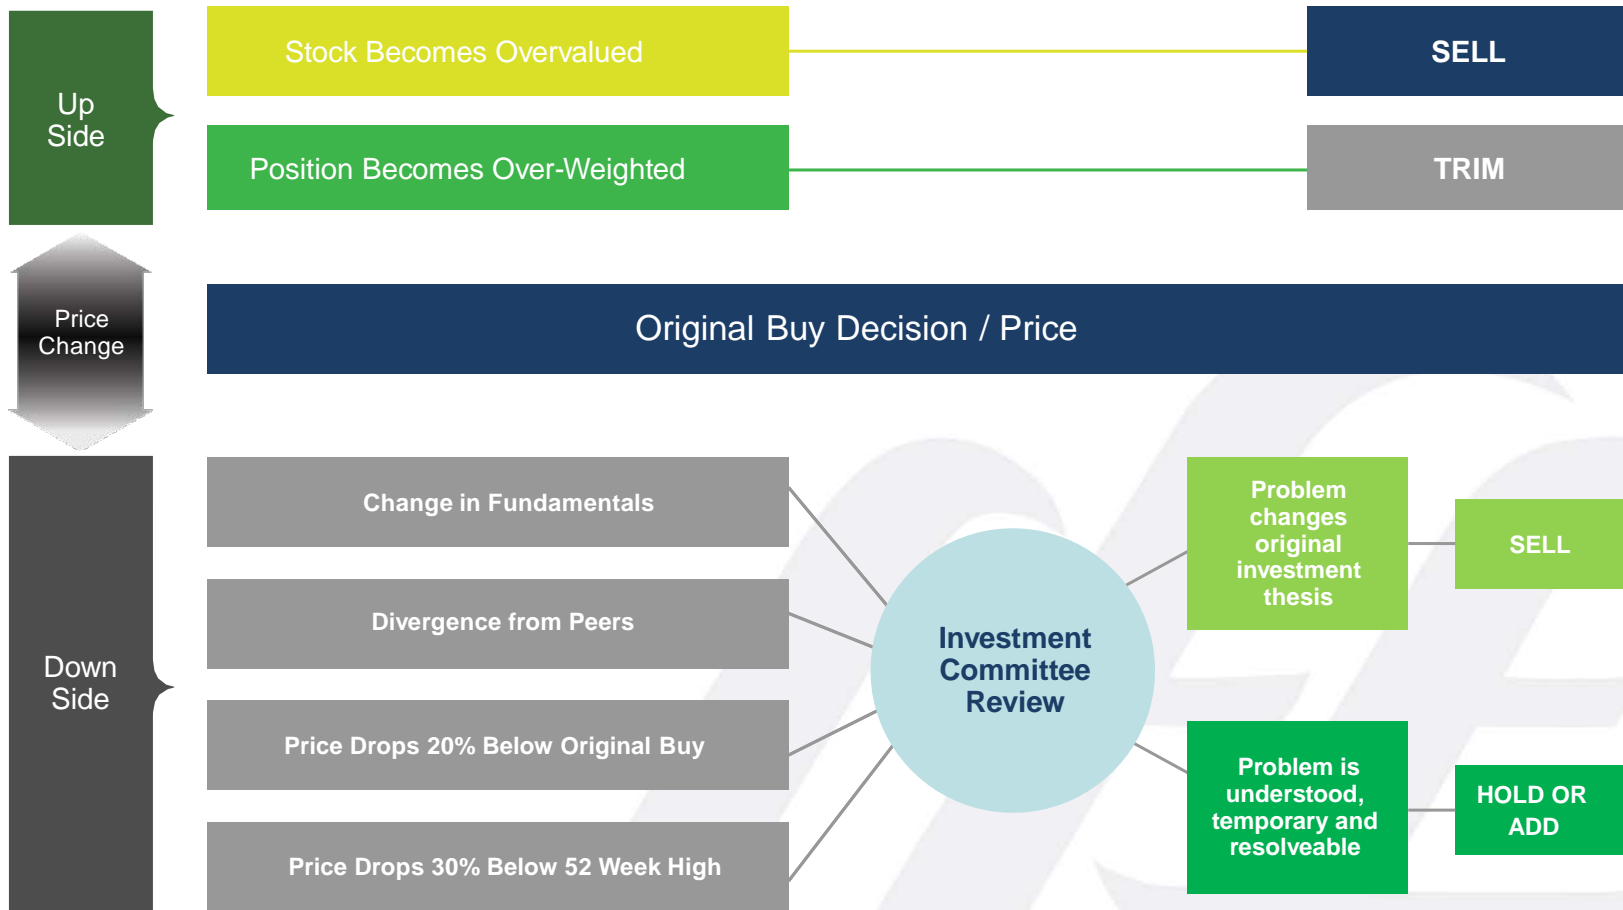 Up
Side
Stock Becomes Overvalued
SELL
Position Becomes Over-Weighted
TRIM
Price
Change
Original Buy Decision / Price
Down
Side
Change in Fundamentals
Divergence from Peers
Price Drops 20% Below Original Buy
Price Drops 30% Below 52 Week High
Investment
Committee
Review
Problem
changes
original
investment
thesis
SELL
Problem is
understood,
temporary and
resolveable
HOLD OR
ADD